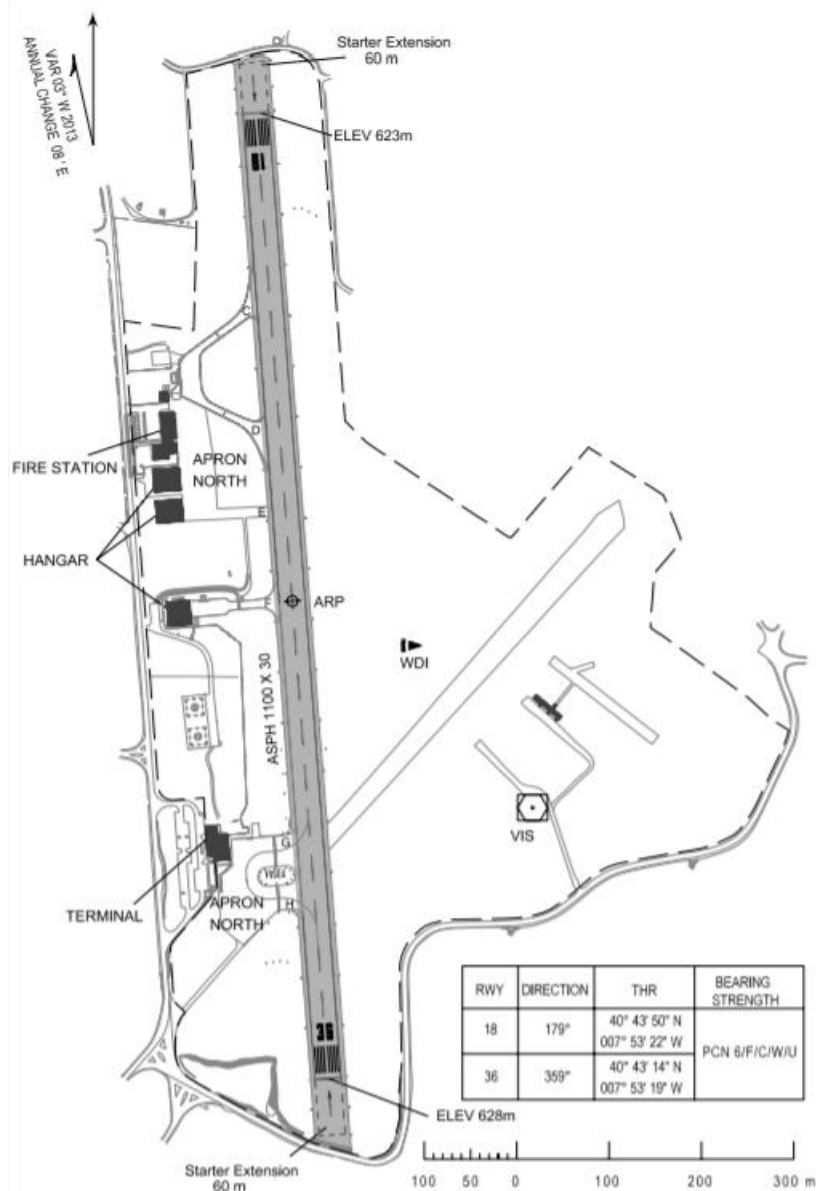 Starter Extension
60 m
VAR 03° W 2013
ANNUAL CHANGE 08' E
ELEV 623m
18
C
D
FIRE STATION
APRON
NORTH
E
HANGAR
F
ARP
WDI
ASPH 1100 X 30
VIS
G
TERMINAL
APRON
NORTH
H
36
RWY DIRECTION THR BEARING STRENGTH
18 179° 40° 43' 50" N 007° 53' 22" W PCN 6/F/C/W/U
36 359° 40° 43' 14" N 007° 53' 19" W
ELEV 628m
Starter Extension
60 m
100 50 0 100 200 300 m